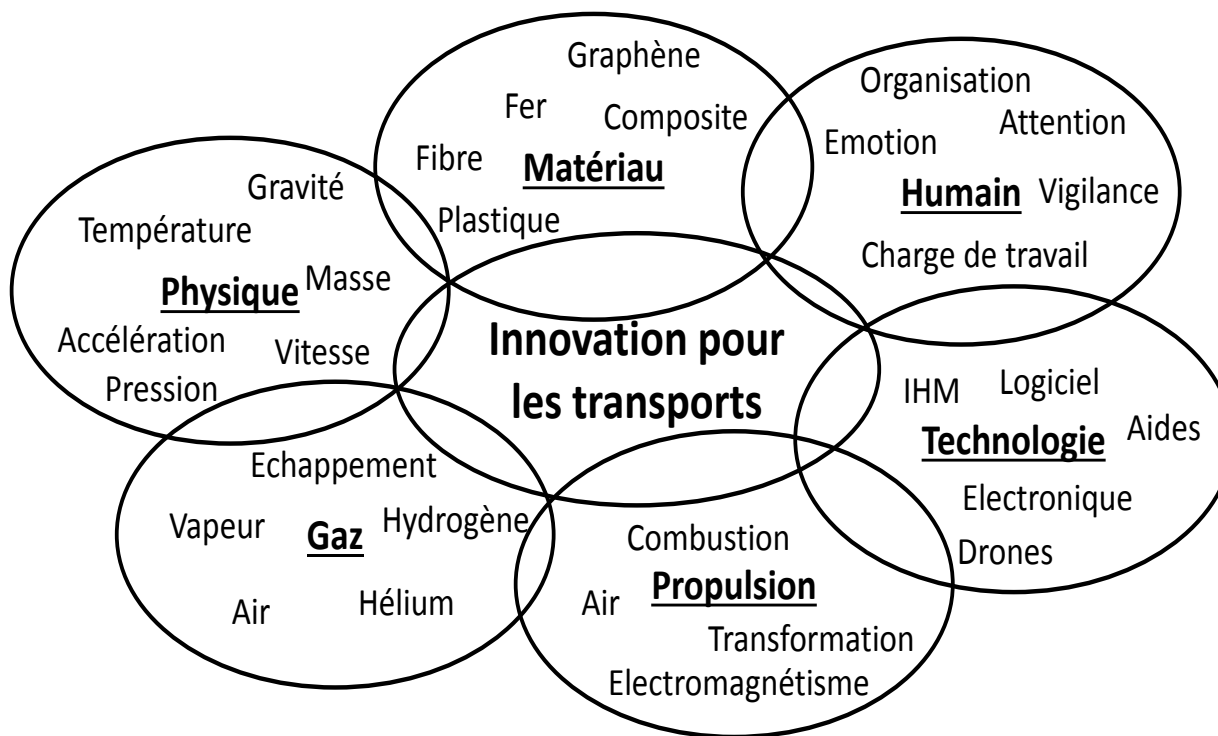 Graphène
Fer
Composite
Fibre
Matériau
Plastique
Organisation
Attention
Emotion
Humain
Vigilance
Charge de travail
Gravité
Température
Physique
Masse
Accélération
Vitesse
Pression
Innovation pour
les transports
IHM
Logiciel
Technologie
Aides
Electronique
Drones
Echappement
Vapeur
Gaz
Hydrogène
Air
Hélium
Combustion
Air
Propulsion
Transformation
Electromagnétisme